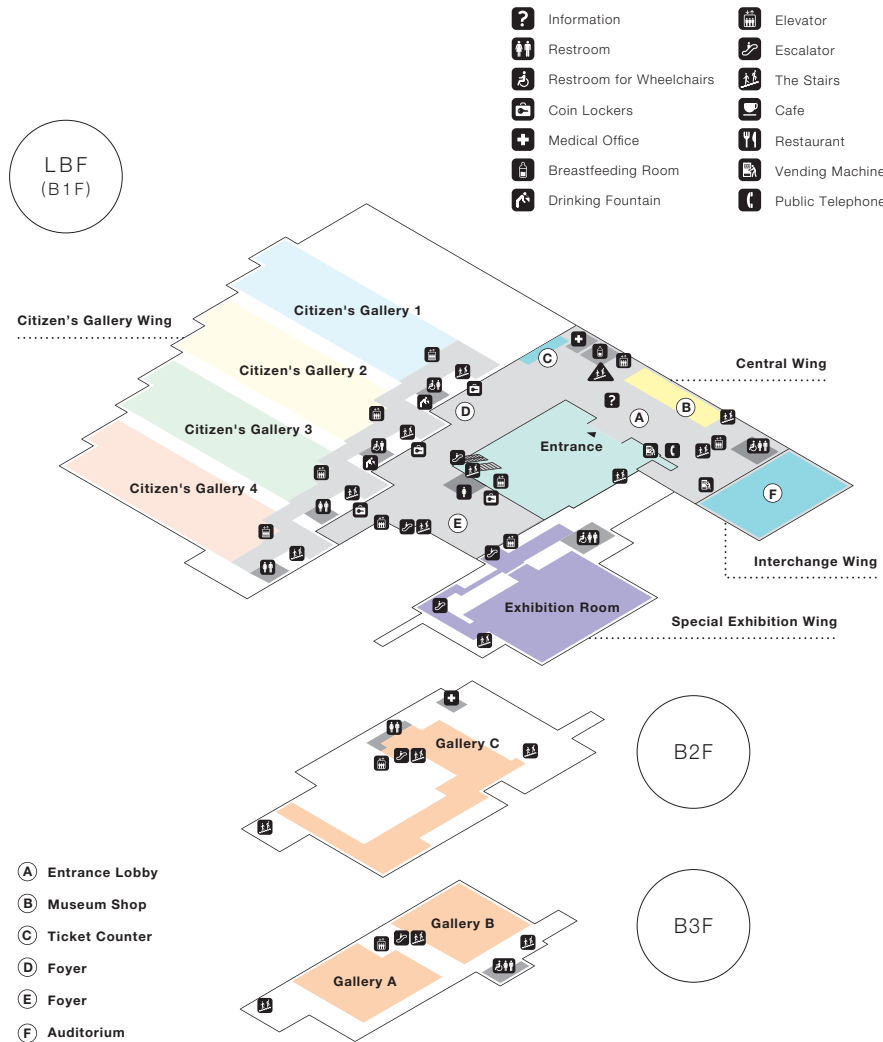 Information
Restroom
Restroom for Wheelchairs
Coin Lockers
Medical Office
Breastfeeding Room
Drinking Fountain
Elevator
Escalator
The Stairs
Cafe
Restaurant
Vending Machine
Public Telephone
LBF
(B1F)
Citizen's Gallery 1
Citizen's Gallery Wing
Citizen's Gallery 2
Citizen's Gallery 3
Citizen's Gallery 4
C
Central Wing
D
A
B
?
?
Entrance
F
E
Interchange Wing
Exhibition Room
Special Exhibition Wing
Gallery C
B2F
A Entrance Lobby
B Museum Shop
C Ticket Counter
D Foyer
E Foyer
F Auditorium
Gallery B
Gallery A
B3F